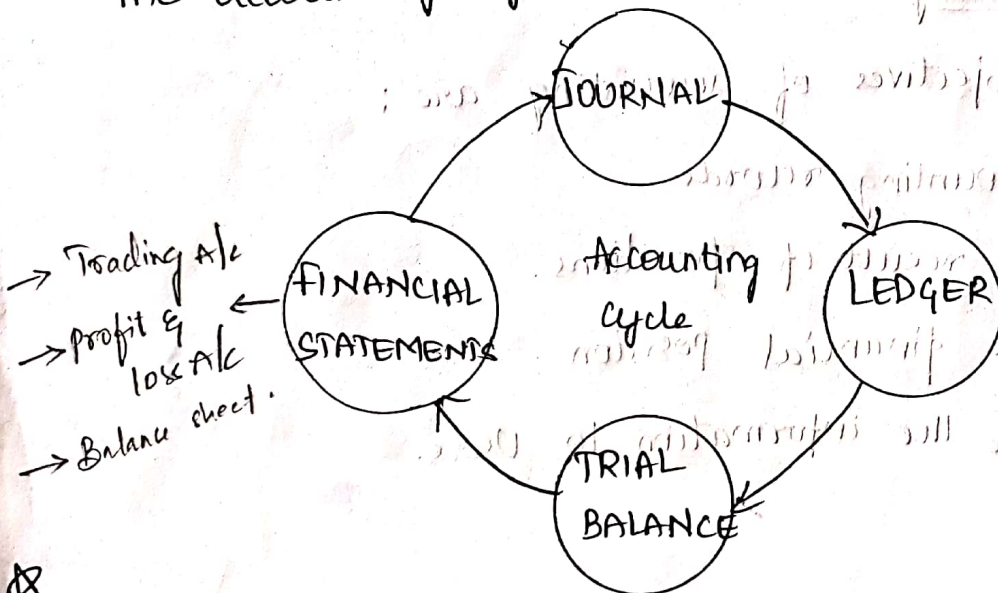 JOURNAL
Accounting
Cycle
LEDGER
FINANCIAL
STATEMENTS
Trading A/c
Profit &
loss A/c
Balance sheet.
TRIAL
BALANCE